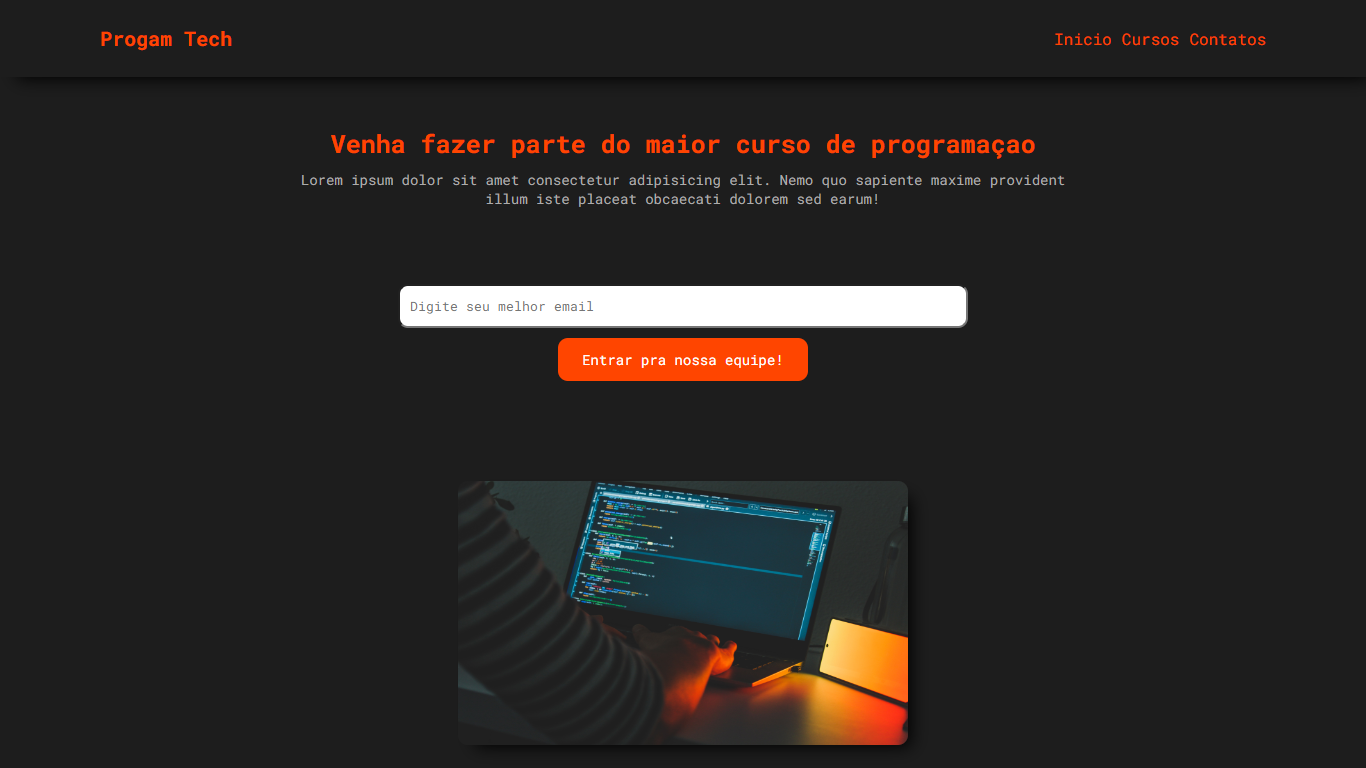 Progam Tech
Inicio Cursos Contatos
Venha fazer parte do maior curso de programaçao
Lorem ipsum dolor sit amet consectetur adipisicing elit. Nemo quo sapiente maxime provident
illum iste placeat obcaecati dolorem sed earum!
Digite seu melhor email
Entrar pra nossa equipe!